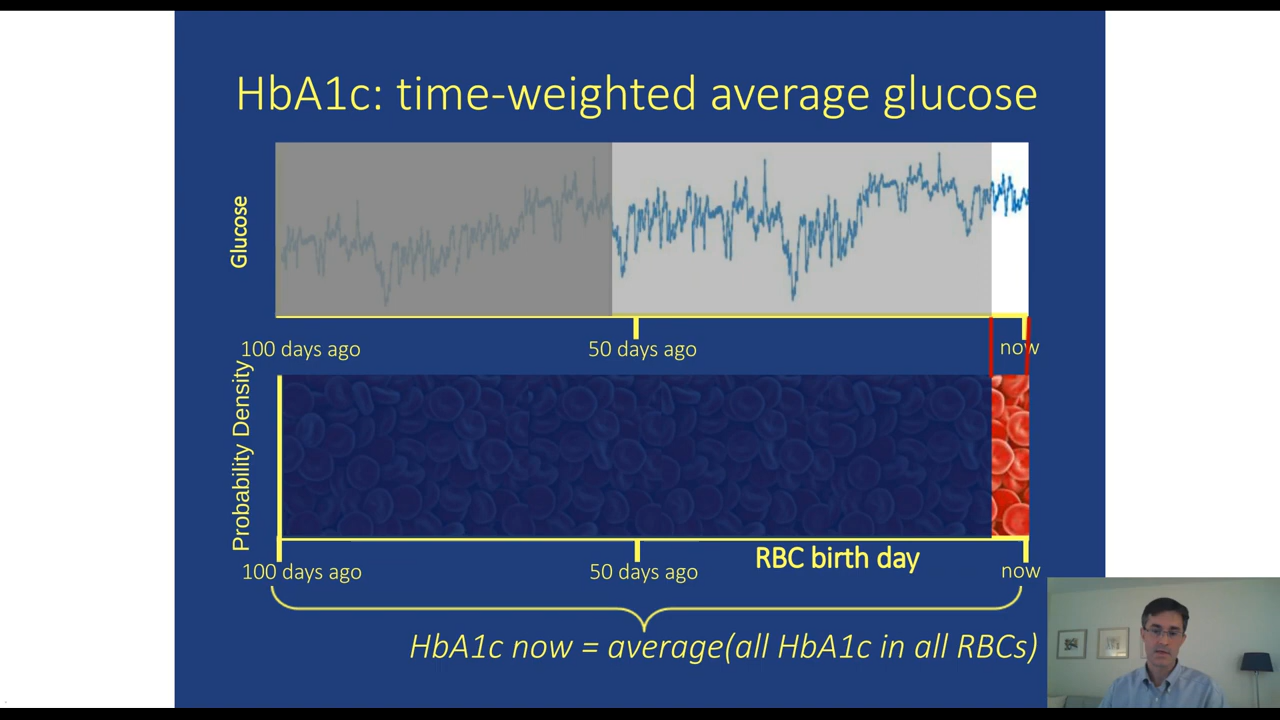 HbA1c: time-weighted average glucose
Glucose
100 days ago
50 days ago
now
Probability Density
RBC birth day
100 days ago
50 days ago
now
HbA1c now = average(all HbA1c in all RBCs)